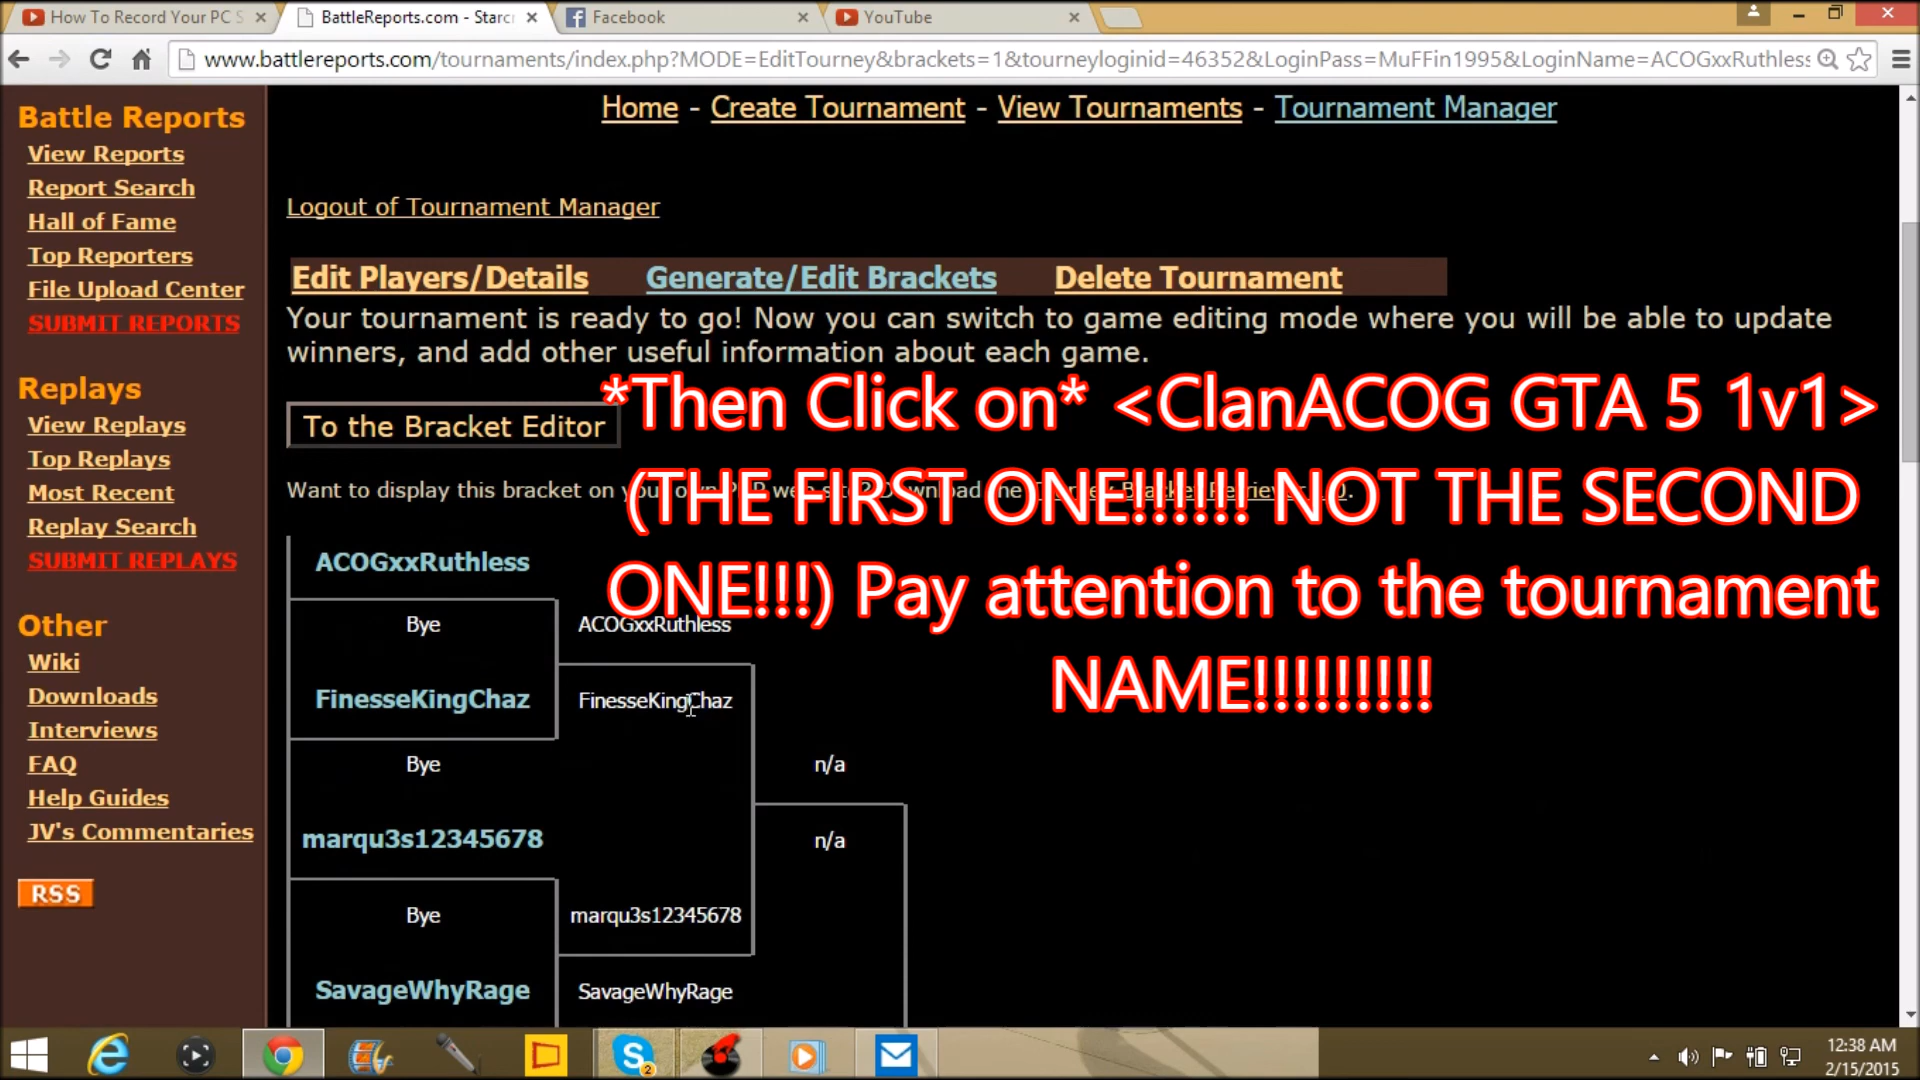 How To Record Your PC S
BattleReports.com - Starcr
Facebook
YouTube
www.battlereports.com/tournaments/index.php?MODE=EditTourney&brackets=1&tourneyloginid=46352&LoginPass=MuFFin1995&LoginName=ACOGxxRuthless
Battle Reports
View Reports
Report Search
Hall of Fame
Top Reporters
File Upload Center
SUBMIT REPORTS
Replays
View Replays
Top Replays
Most Recent
Replay Search
SUBMIT REPLAYS
Other
Wiki
Downloads
Interviews
FAQ
Help Guides
JV's Commentaries
RSS
Home - Create Tournament - View Tournaments - Tournament Manager
Logout of Tournament Manager
Edit Players/Details Generate/Edit Brackets Delete Tournament
Your tournament is ready to go! Now you can switch to game editing mode where you will be able to update
winners, and add other useful information about each game.
To the Bracket Editor
*Then Click on* <ClanACOG GTA 5 1v1>
(THE FIRST ONE!!!!!! NOT THE SECOND
ONE!!!) Pay attention to the tournament
NAME!!!!!!!!!
Want to display this bracket on your own
ACOGxxRuthless
Bye
ACOGxxRuthless
FinesseKingChaz
FinesseKingChaz
Bye
n/a
marqu3s12345678
n/a
Bye
marqu3s12345678
SavageWhyRage
SavageWhyRage
2
12:38 AM
2/15/2015